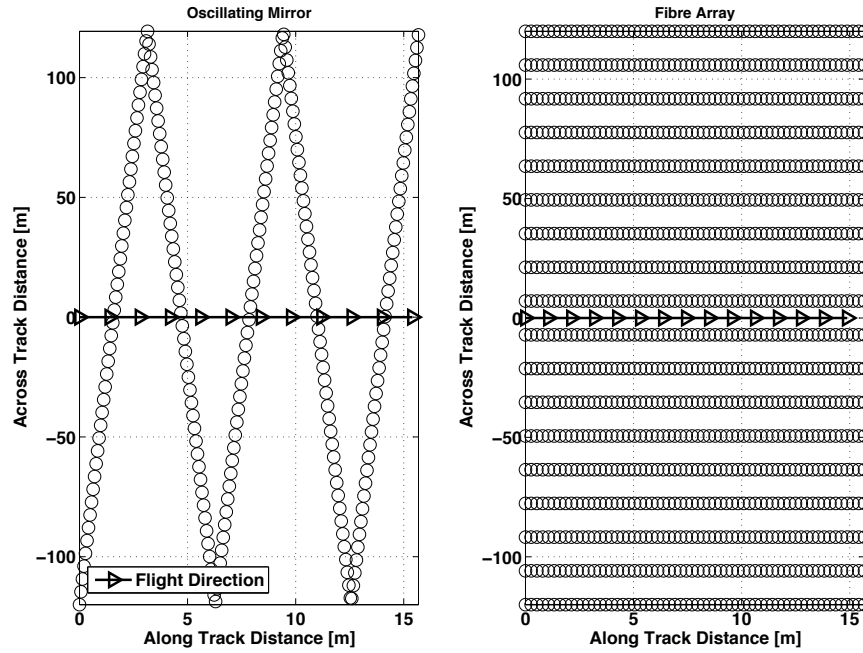 Oscillating Mirror
100
50
0
−50
−100
Across Track Distance [m]
Flight Direction
0 5 10 15
Along Track Distance [m]
Fibre Array
100
50
0
−50
−100
Across Track Distance [m]
0 5 10 15
Along Track Distance [m]